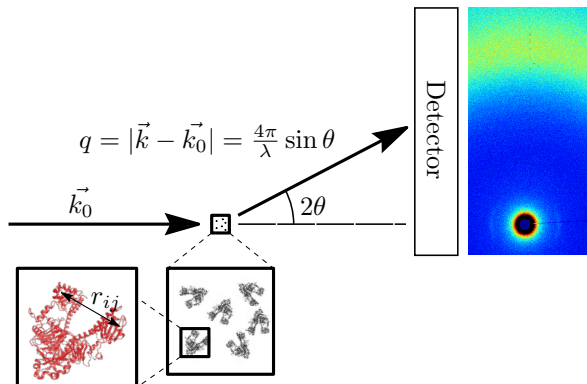 q = |k⃗ − k⃗₀| = 4π/λ sin θ
k⃗₀
2θ
Detector
r_ij